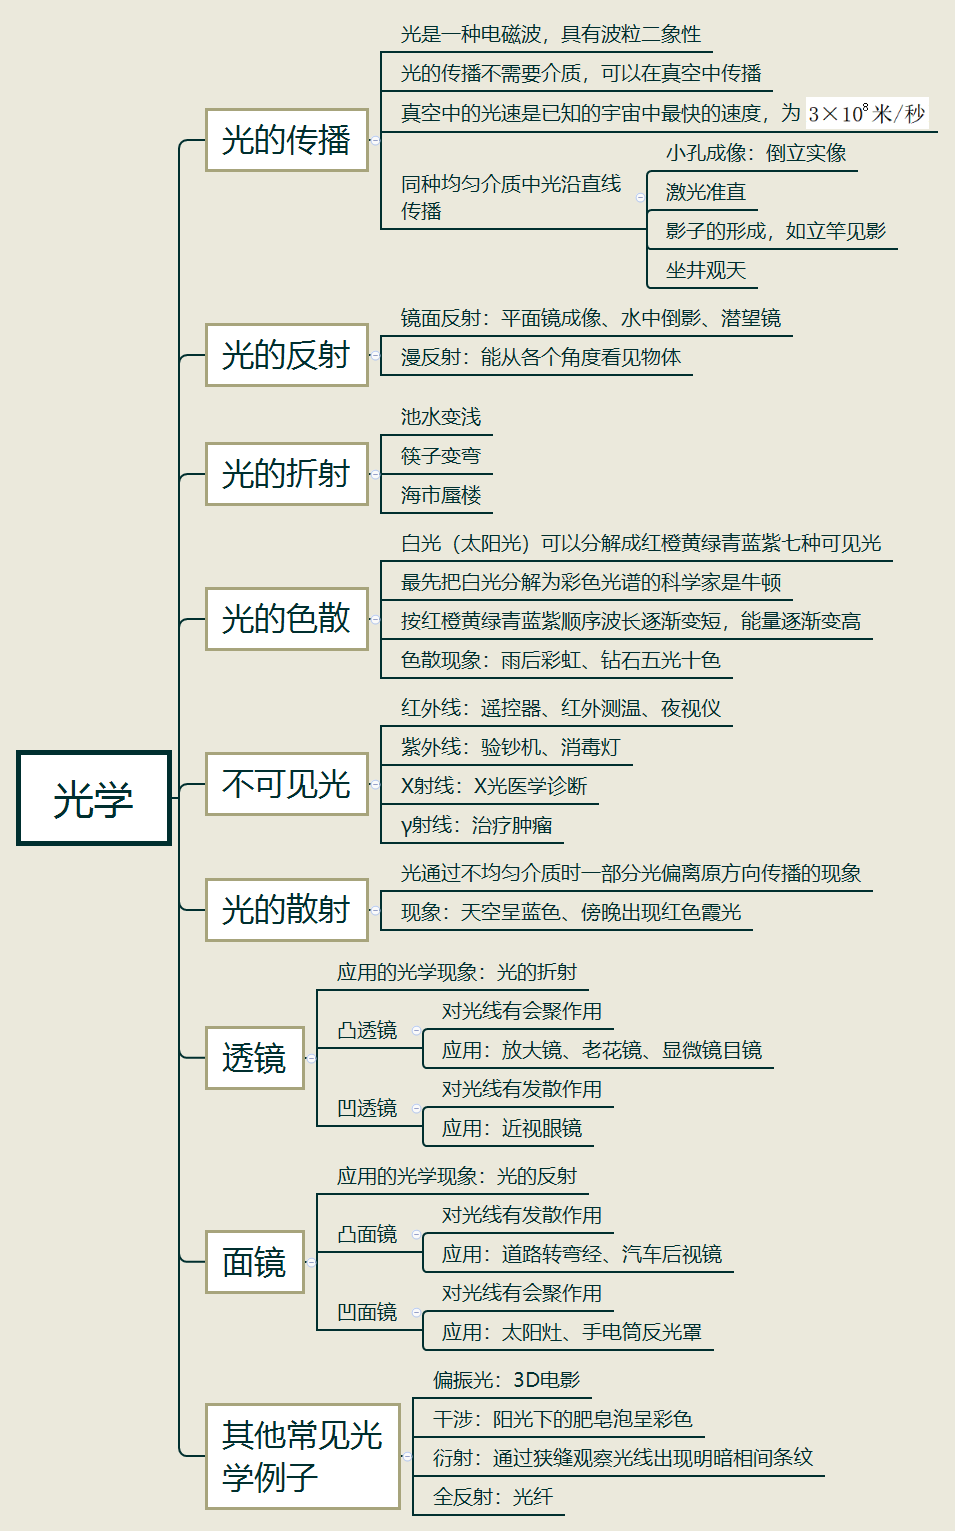 光学
光的传播
光是一种电磁波，具有波粒二象性
光的传播不需要介质，可以在真空中传播
真空中的光速是已知的宇宙中最快的速度，为 3×10⁸米/秒
同种均匀介质中光沿直线
传播
小孔成像：倒立实像
激光准直
影子的形成，如立竿见影
坐井观天
光的反射
镜面反射：平面镜成像、水中倒影、潜望镜
漫反射：能从各个角度看见物体
光的折射
池水变浅
筷子变弯
海市蜃楼
光的色散
白光（太阳光）可以分解成红橙黄绿青蓝紫七种可见光
最先把白光分解为彩色光谱的科学家是牛顿
按红橙黄绿青蓝紫顺序波长逐渐变短，能量逐渐变高
色散现象：雨后彩虹、钻石五光十色
不可见光
红外线：遥控器、红外测温、夜视仪
紫外线：验钞机、消毒灯
X射线：X光医学诊断
γ射线：治疗肿瘤
光的散射
光通过不均匀介质时一部分光偏离原方向传播的现象
现象：天空呈蓝色、傍晚出现红色霞光
透镜
应用的光学现象：光的折射
凸透镜
对光线有会聚作用
应用：放大镜、老花镜、显微镜目镜
凹透镜
对光线有发散作用
应用：近视眼镜
面镜
应用的光学现象：光的反射
凸面镜
对光线有发散作用
应用：道路转弯经、汽车后视镜
凹面镜
对光线有会聚作用
应用：太阳灶、手电筒反光罩
其他常见光
学例子
偏振光：3D电影
干涉：阳光下的肥皂泡呈彩色
衍射：通过狭缝观察光线出现明暗相间条纹
全反射：光纤